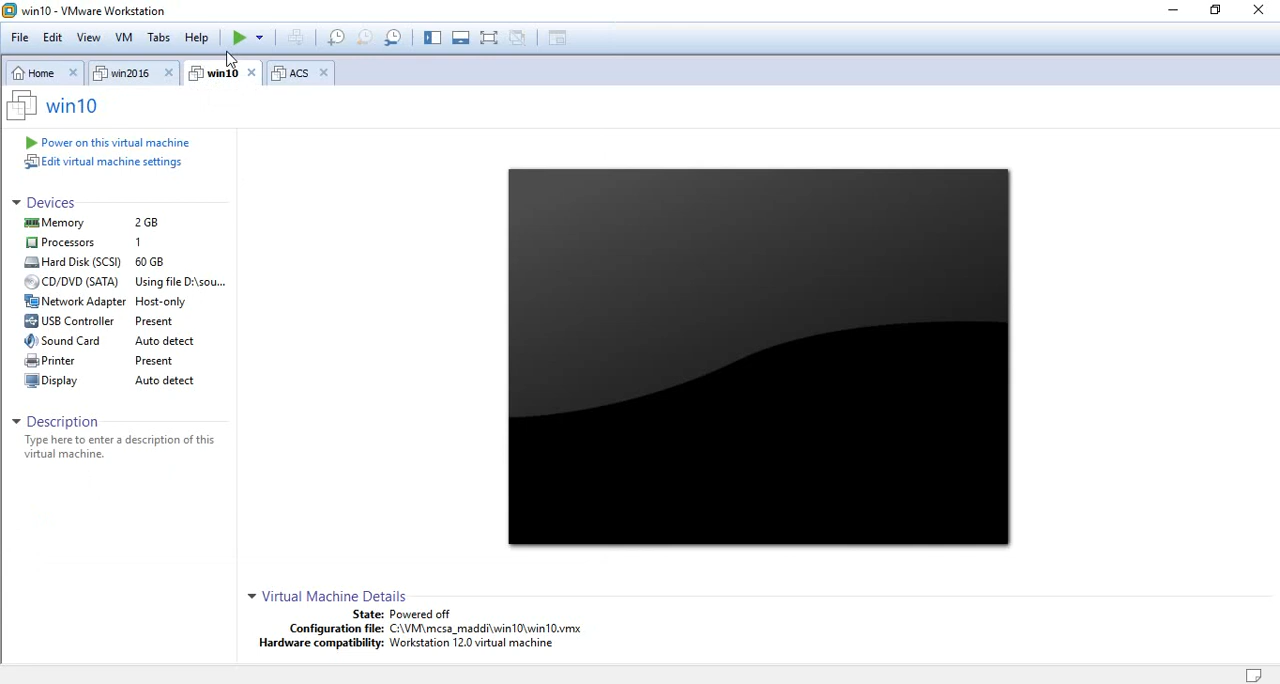 win10 - VMware Workstation
File Edit View VM Tabs Help
Home win2016 win10 ACS
win10
Power on this virtual machine
Edit virtual machine settings
Devices
Memory 2 GB
Processors 1
Hard Disk (SCSI) 60 GB
CD/DVD (SATA) Using file D:\sou...
Network Adapter Host-only
USB Controller Present
Sound Card Auto detect
Printer Present
Display Auto detect
Description
Type here to enter a description of this
virtual machine.
Virtual Machine Details
State: Powered off
Configuration file: C:\VM\mcsa_maddi\win10\win10.vmx
Hardware compatibility: Workstation 12.0 virtual machine